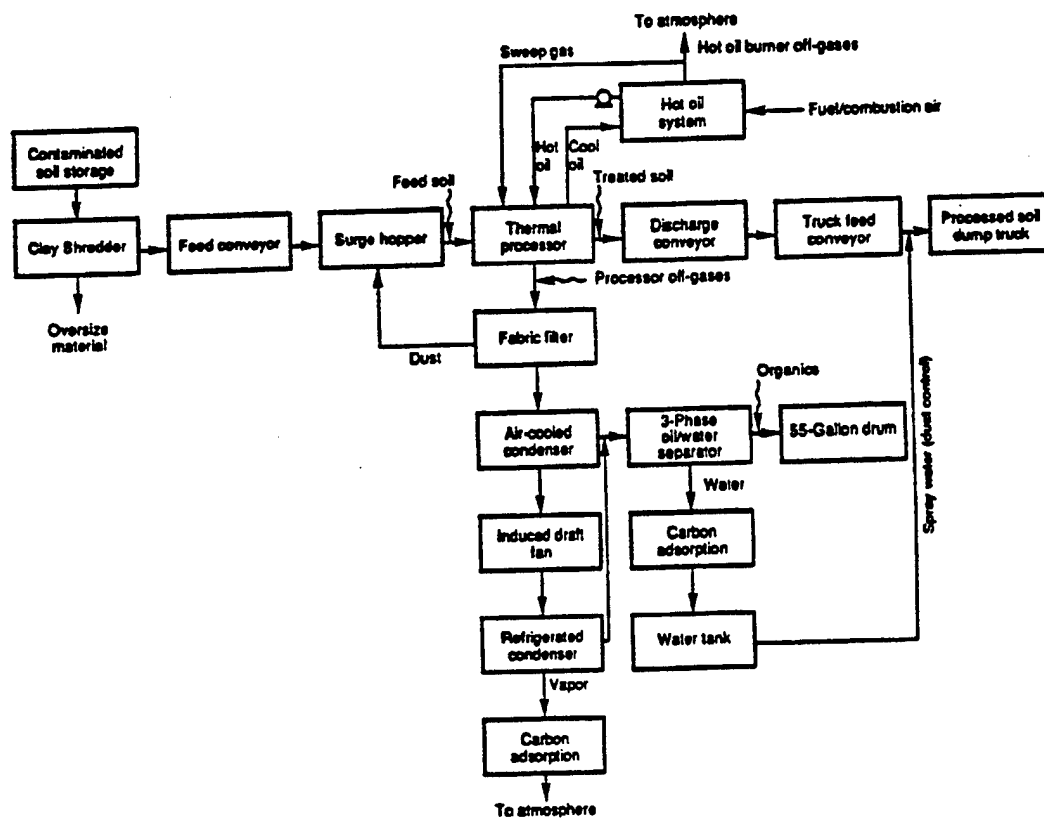 To atmosphere
Hot oil burner off-gases
Sweep gas
Hot oil
system
Fuel/combustion air
Contaminated
soil storage
Hot
oil
Cool
oil
Feed soil
Treated soil
Clay Shredder
Feed conveyor
Surge hopper
Thermal
processor
Discharge
conveyor
Truck feed
conveyor
Processed soil
dump truck
Processor off-gases
Oversize
material
Dust
Fabric filter
Organics
Air-cooled
condenser
3-Phase
oil/water
separator
55-Gallon drum
Spray water (dust control)
Water
Induced draft
fan
Carbon
adsorption
Refrigerated
condenser
Water tank
Vapor
Carbon
adsorption
To atmosphere